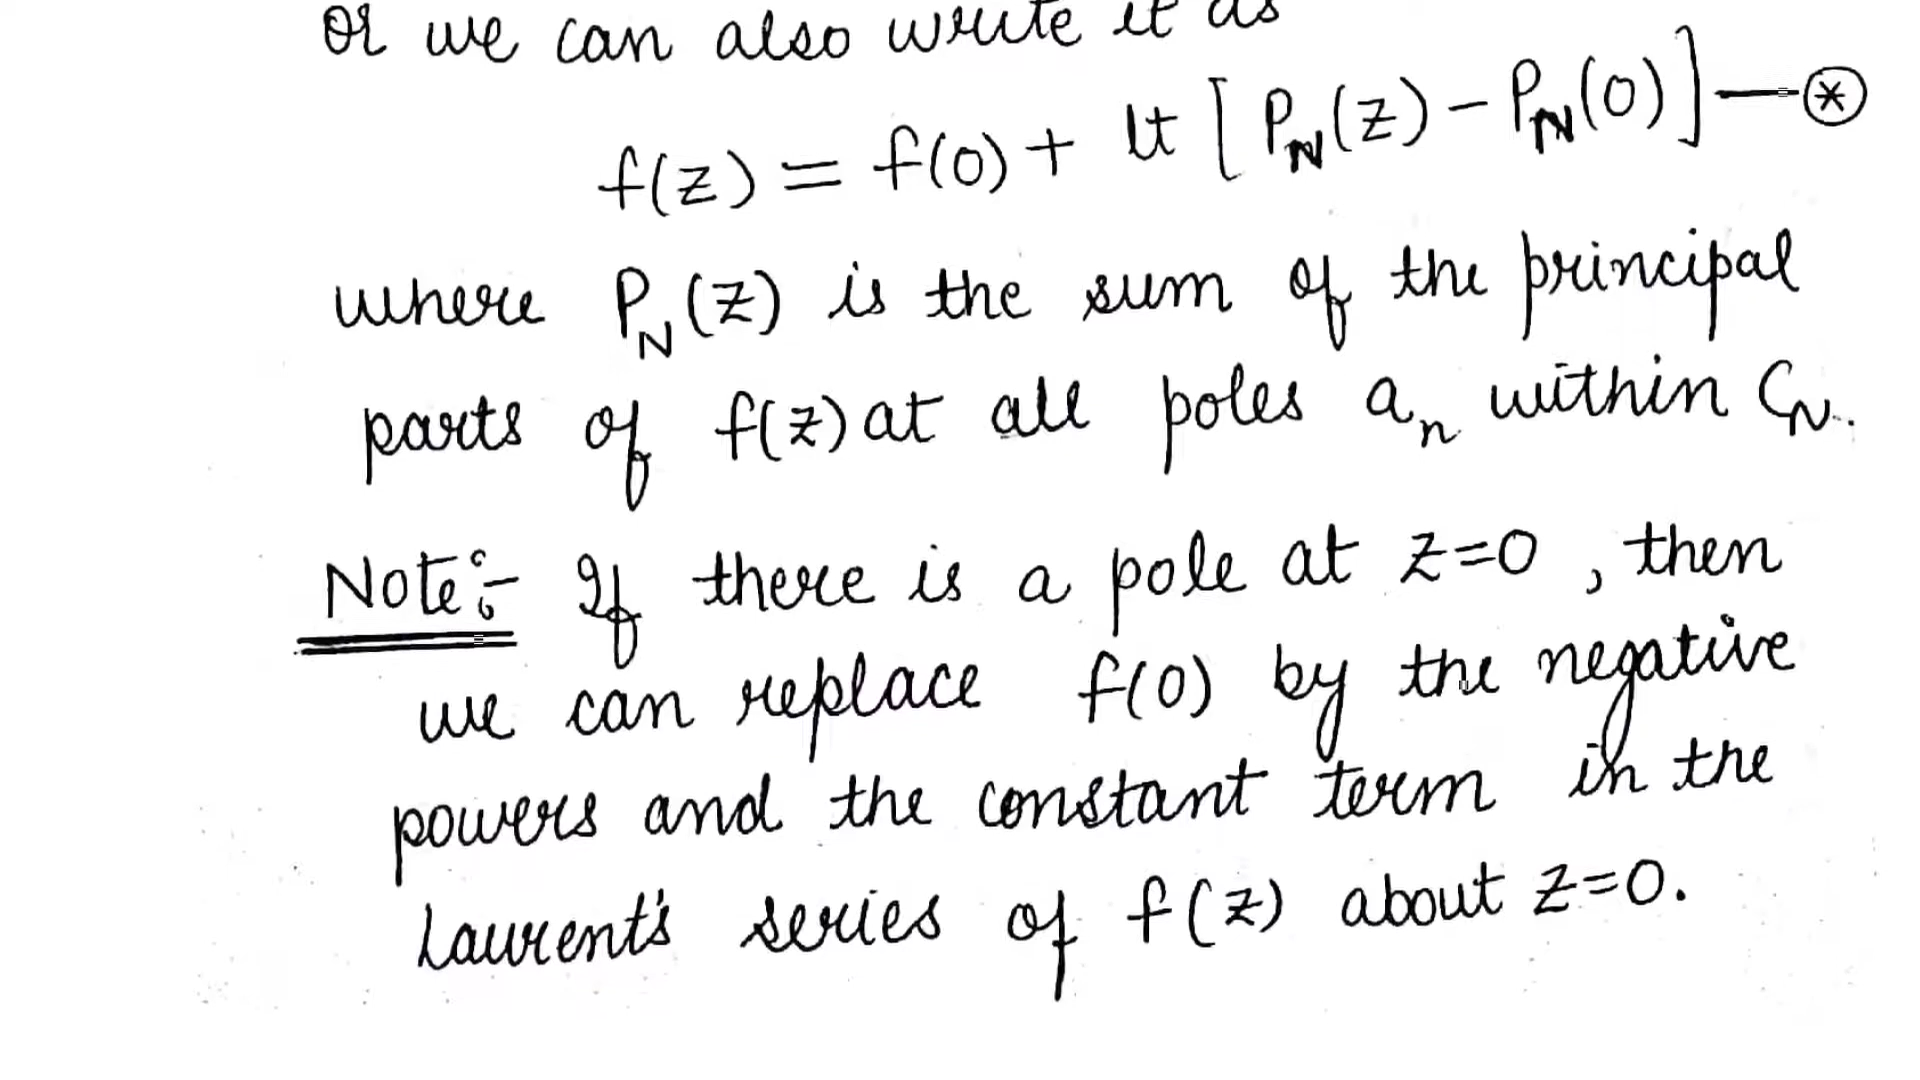 or we can also write it as
f(z) = f(0) + lt [P_N(z) - P_N(0)] — ⊛
where P_N(z) is the sum of the principal
parts of f(z) at all poles a_n within C_N.
Note:- If there is a pole at z=0, then
we can replace f(0) by the negative
powers and the constant term in the
Laurent's series of f(z) about z=0.